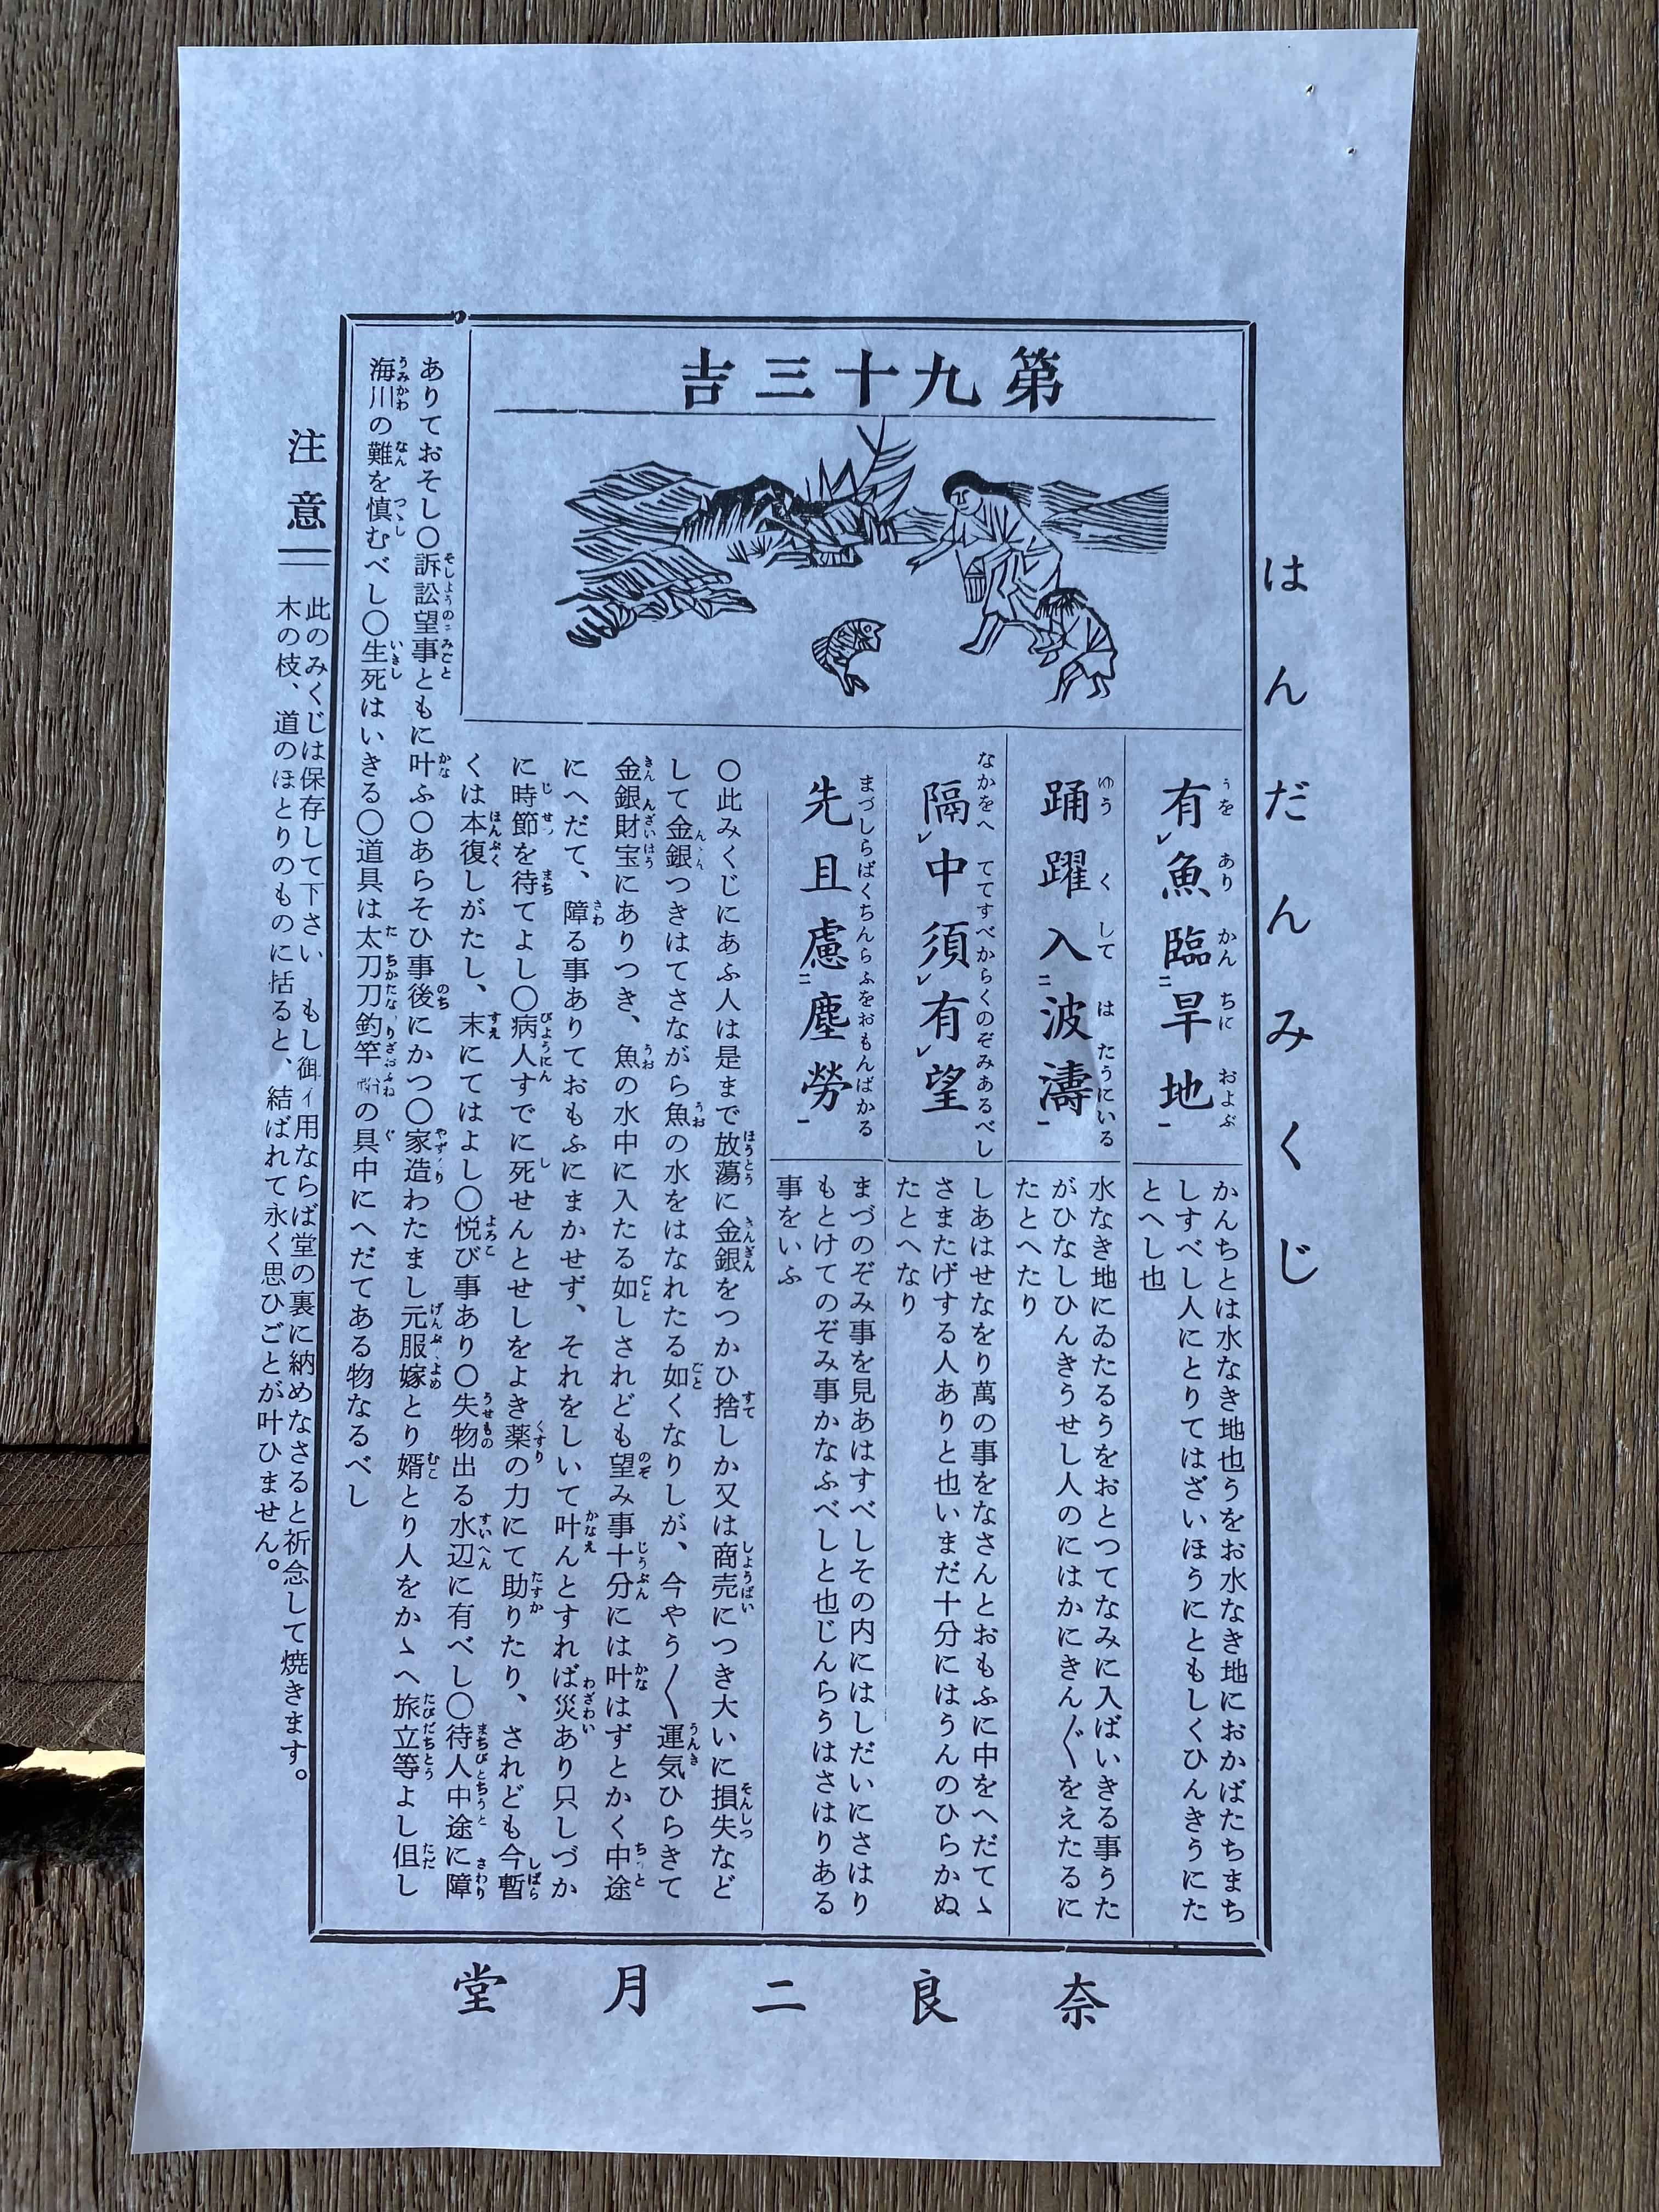 はんだんみくじ
第九十三吉
有魚臨旱地
かんちとは水なき地也うをお水なき地におかばたちまち
しすべし人にとりてはざいほうにともしくひんきうにた
とへし也
踊躍入波濤
水なき地にゐたるうをおとつてなみに入ばいきる事うた
がひなしひんきうせし人のにはかにきん〴〵をえたるに
たとへたり
隔中須有望
しあはせなをり萬の事をなさんとおもふに中をへだてゝ
さまたげする人ありと也いまだ十分にはうんのひらかぬ
たとへなり
先且慮塵勞
まづのぞみ事を見あはすべしその内にはしだいにさはり
もとけてのぞみ事かなふべしと也じんらうはさはりある
事をいふ
〇此みくじにあふ人は是まで放蕩に金銀をつかひ捨しか又は商売につき大いに損失など
して金銀つきはてさながら魚の水をはなれたる如くなりしが、今やう〳〵運気ひらきて
金銀財宝にありつき、魚の水中に入たる如しされども望み事十分には叶はずとかく中途
にへだて、障る事ありておもふにまかせず、それをしいて叶んとすれば災あり只しづか
に時節を待てよし〇病人すでに死せんとせしをよき薬の力にて助りたり、されども今暫
くは本復しがたし、末にてはよし〇悦び事あり〇失物出る水辺に有べし〇待人中途に障
ありておそし〇訴訟望事ともに叶ふ〇あらそひ事後にかつ〇家造わたまし元服嫁とり婿とり人をかゝへ旅立等よし但し
海川の難を慎むべし〇生死はいきる〇道具は太刀刀釣竿の具中にへだてある物なるべし
注意
此のみくじは保存して下さい もし御用ならば堂の裏に納めなさると祈念して焼きます。
木の枝、道のほとりのものに括ると、結ばれて永く思ひごとが叶ひません。
奈良二月堂